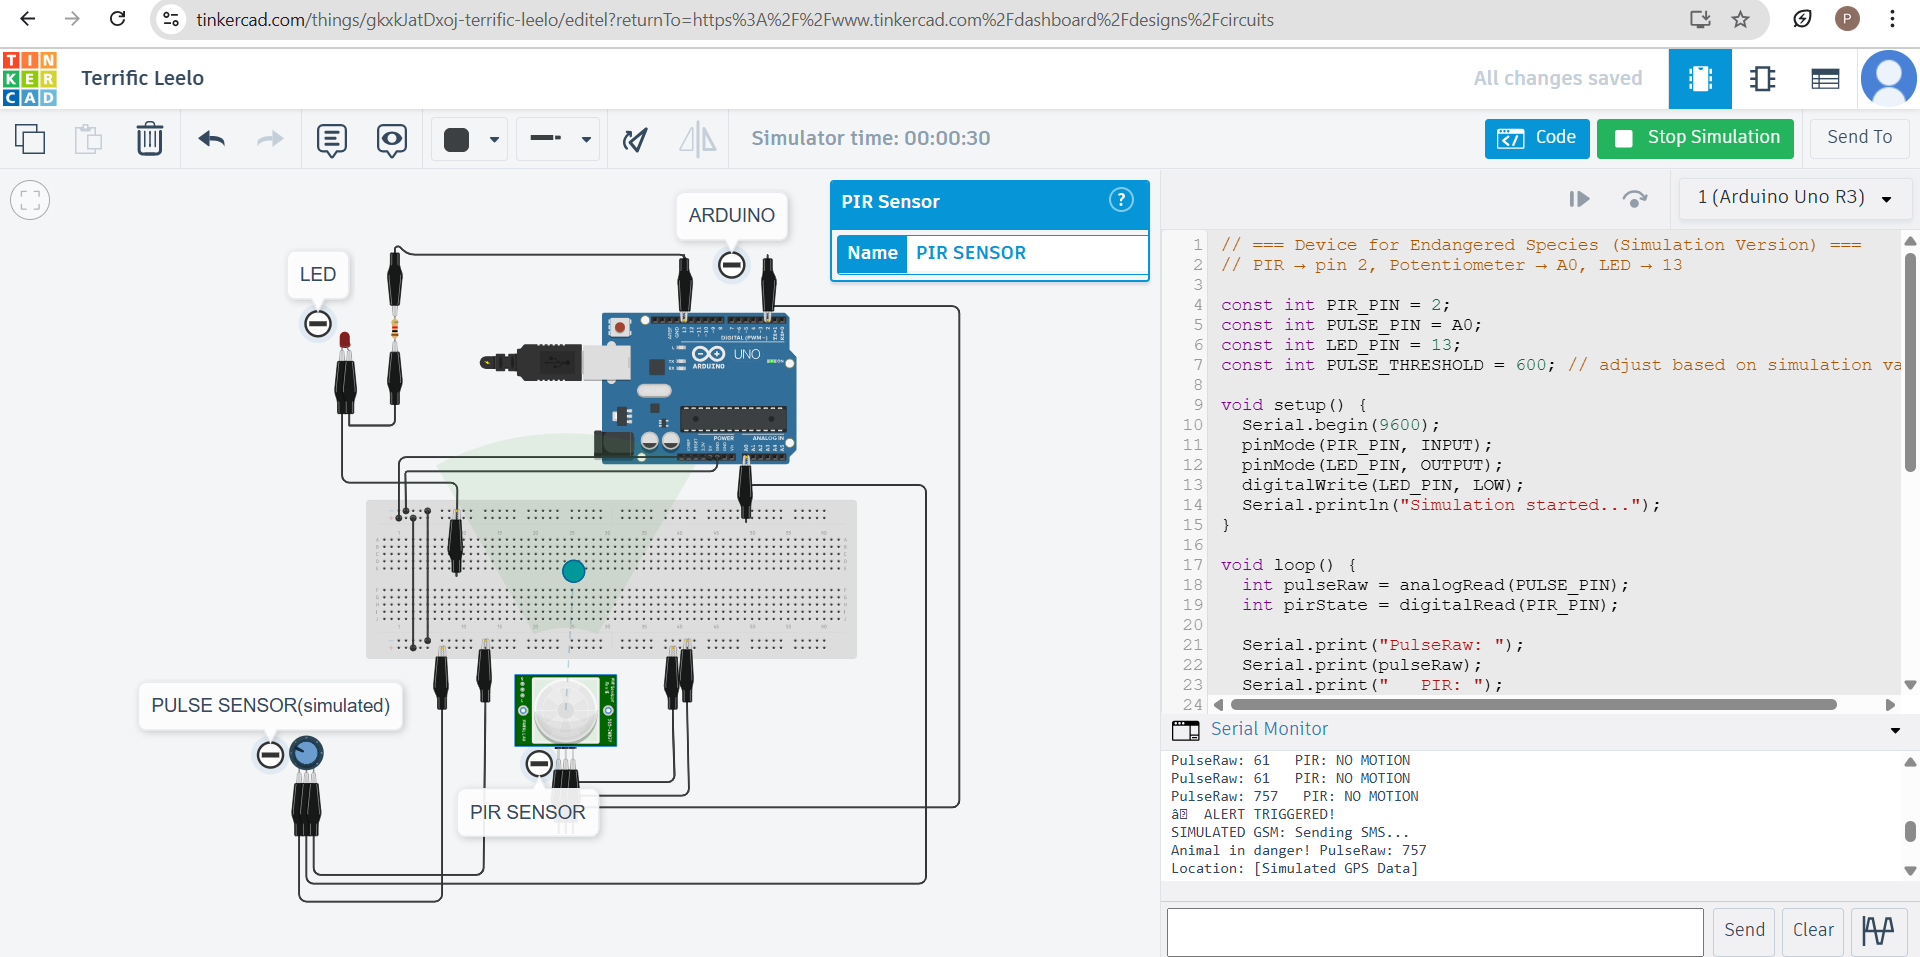 tinkercad.com/things/gkxkJatDxoj-terrific-leelo/editel?returnTo=https%3A%2F%2Fwww.tinkercad.com%2Fdashboard%2Fdesigns%2Fcircuits
P
TIN
KER
CAD
Terrific Leelo
All changes saved
Simulator time: 00:00:30
Code
Stop Simulation
Send To
PIR Sensor
?
Name
PIR SENSOR
ARDUINO
LED
DIGITAL (PWM~)
UNO
ARDUINO
POWER
ANALOG IN
PULSE SENSOR(simulated)
PIR SENSOR
1 (Arduino Uno R3)
1 // === Device for Endangered Species (Simulation Version) ===
2 // PIR → pin 2, Potentiometer → A0, LED → 13
3
4 const int PIR_PIN = 2;
5 const int PULSE_PIN = A0;
6 const int LED_PIN = 13;
7 const int PULSE_THRESHOLD = 600; // adjust based on simulation va
8
9 void setup() {
10 Serial.begin(9600);
11 pinMode(PIR_PIN, INPUT);
12 pinMode(LED_PIN, OUTPUT);
13 digitalWrite(LED_PIN, LOW);
14 Serial.println("Simulation started...");
15 }
16
17 void loop() {
18 int pulseRaw = analogRead(PULSE_PIN);
19 int pirState = digitalRead(PIR_PIN);
20
21 Serial.print("PulseRaw: ");
22 Serial.print(pulseRaw);
23 Serial.print("   PIR: ");
24
Serial Monitor
PulseRaw: 61   PIR: NO MOTION
PulseRaw: 61   PIR: NO MOTION
PulseRaw: 757   PIR: NO MOTION
ALERT TRIGGERED!
SIMULATED GSM: Sending SMS...
Animal in danger! PulseRaw: 757
Location: [Simulated GPS Data]
Send
Clear